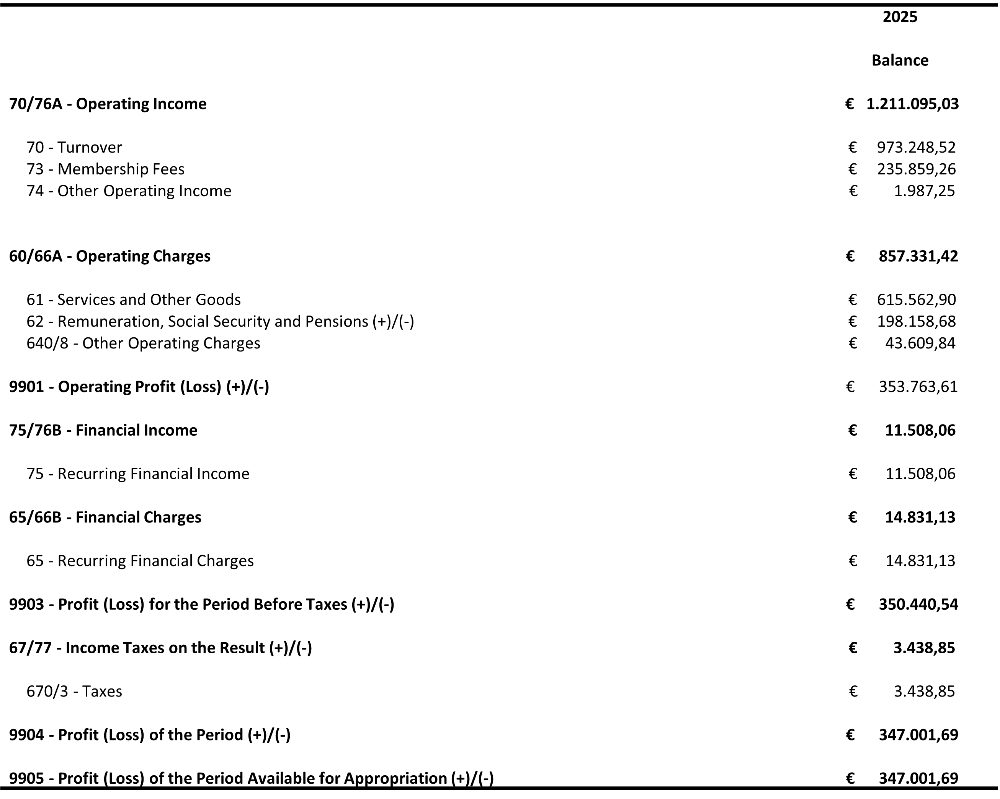 2025
Balance
70/76A - Operating Income € 1.211.095,03
70 - Turnover € 973.248,52
73 - Membership Fees € 235.859,26
74 - Other Operating Income € 1.987,25
60/66A - Operating Charges € 857.331,42
61 - Services and Other Goods € 615.562,90
62 - Remuneration, Social Security and Pensions (+)/(-) € 198.158,68
640/8 - Other Operating Charges € 43.609,84
9901 - Operating Profit (Loss) (+)/(-) € 353.763,61
75/76B - Financial Income € 11.508,06
75 - Recurring Financial Income € 11.508,06
65/66B - Financial Charges € 14.831,13
65 - Recurring Financial Charges € 14.831,13
9903 - Profit (Loss) for the Period Before Taxes (+)/(-) € 350.440,54
67/77 - Income Taxes on the Result (+)/(-) € 3.438,85
670/3 - Taxes € 3.438,85
9904 - Profit (Loss) of the Period (+)/(-) € 347.001,69
9905 - Profit (Loss) of the Period Available for Appropriation (+)/(-) € 347.001,69